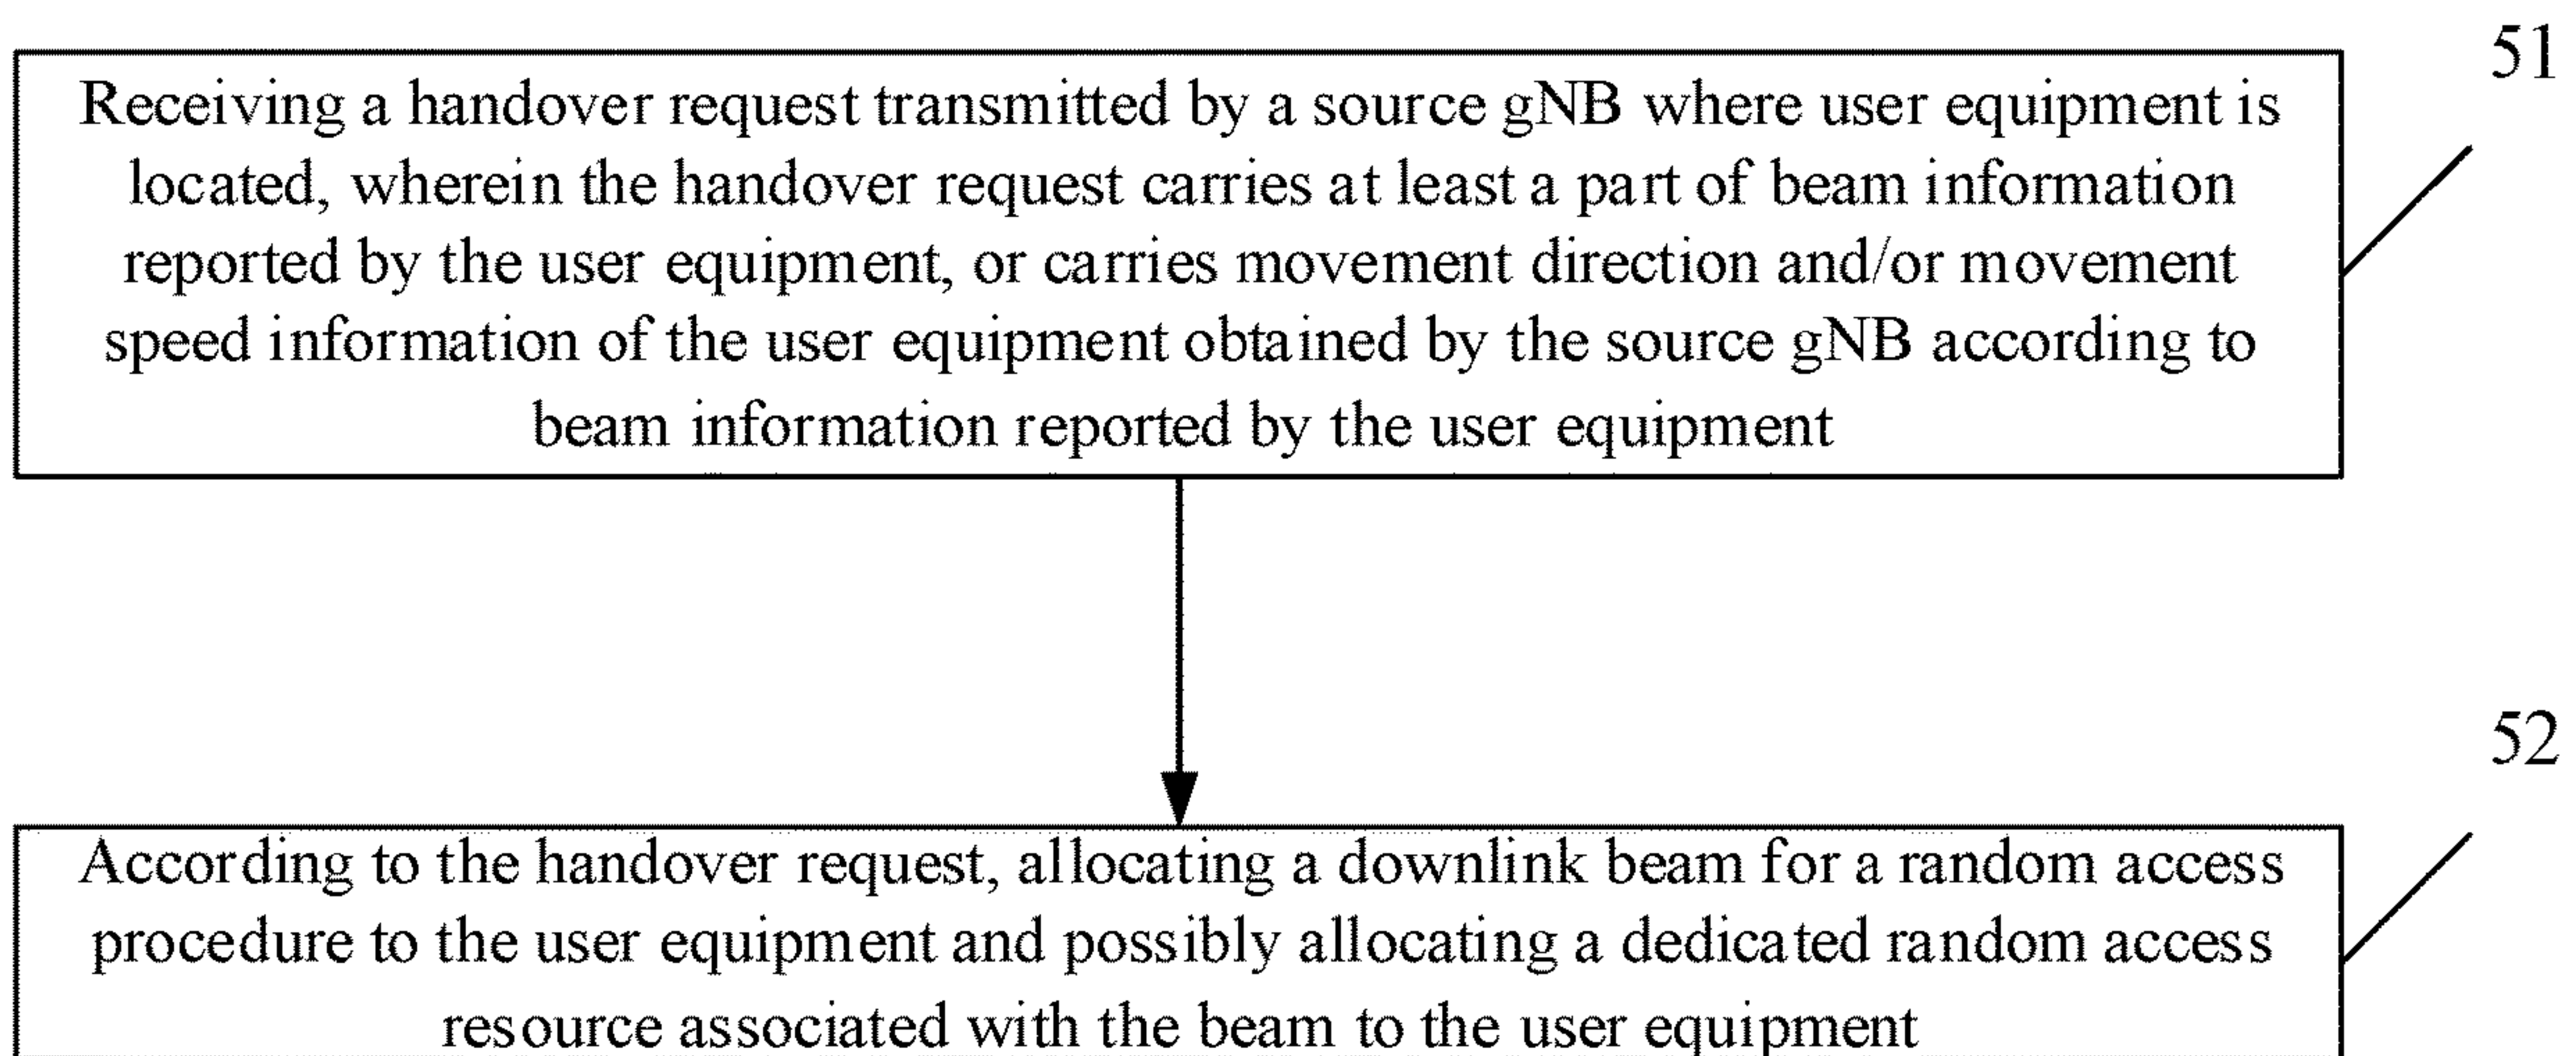 51
Receiving a handover request transmitted by a source gNB where user equipment is
located, wherein the handover request carries at least a part of beam information
reported by the user equipment, or carries movement direction and/or movement
speed information of the user equipment obtained by the source gNB according to
beam information reported by the user equipment
52
According to the handover request, allocating a downlink beam for a random access
procedure to the user equipment and possibly allocating a dedicated random access
resource associated with the beam to the user equipment